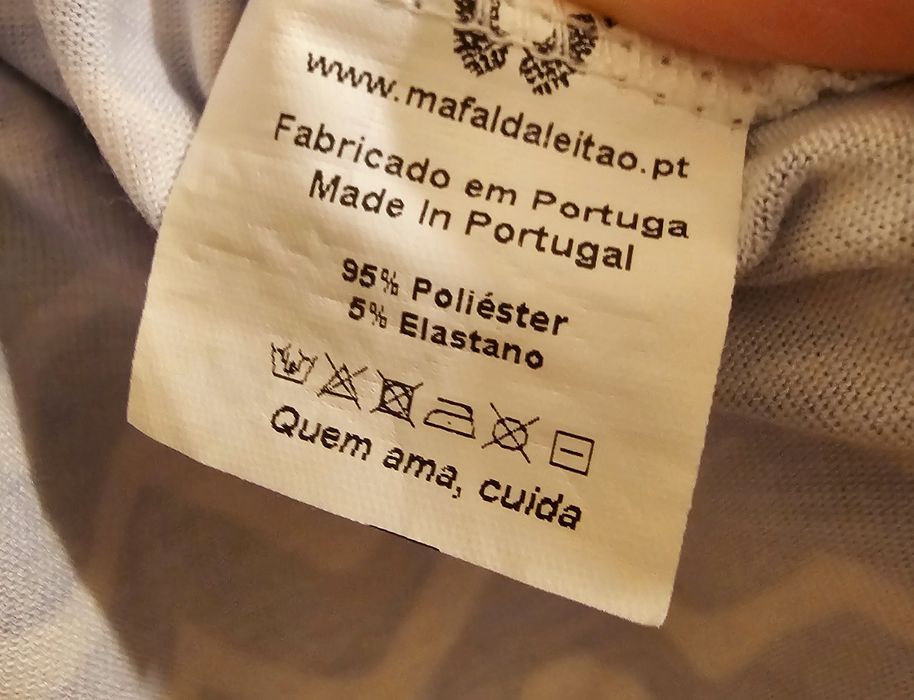 www.mafaldaleitao.pt
Fabricado em Portuga
Made In Portugal
95% Poliéster
5% Elastano
Quem ama, cuida